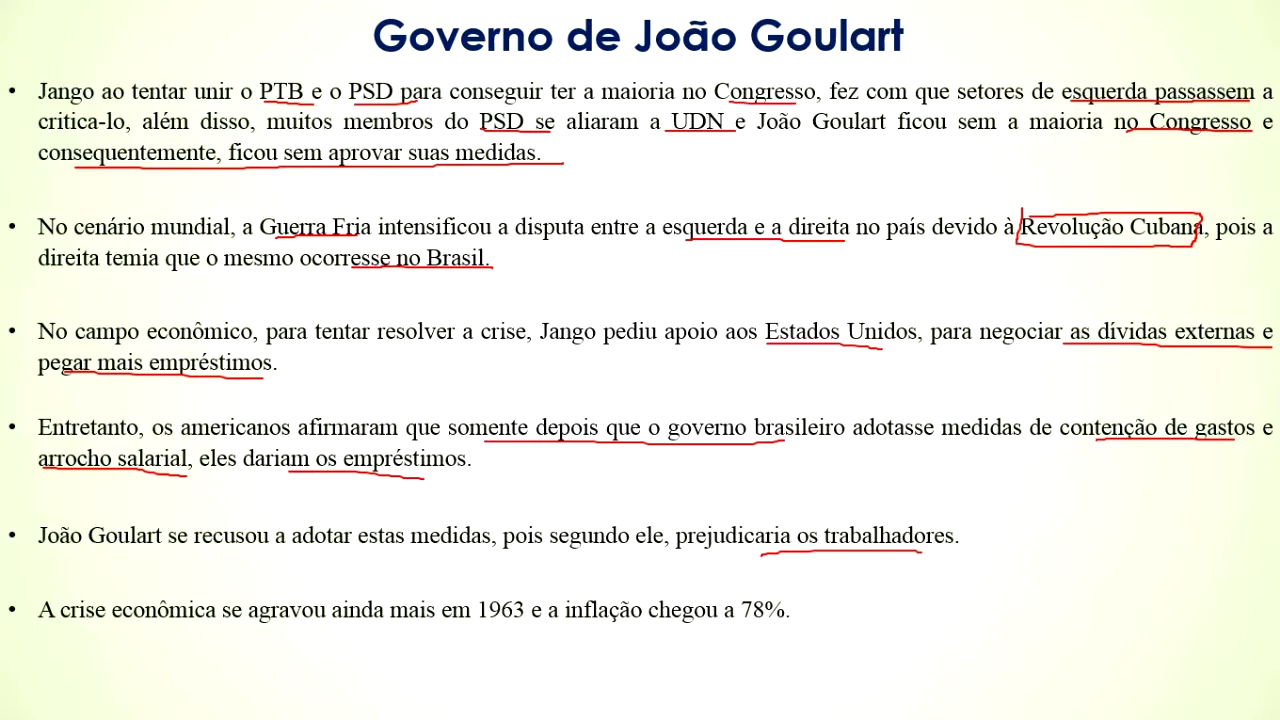 Governo de João Goulart
• Jango ao tentar unir o PTB e o PSD para conseguir ter a maioria no Congresso, fez com que setores de esquerda passassem a
critica-lo, além disso, muitos membros do PSD se aliaram a UDN e João Goulart ficou sem a maioria no Congresso e
consequentemente, ficou sem aprovar suas medidas.
• No cenário mundial, a Guerra Fria intensificou a disputa entre a esquerda e a direita no país devido à Revolução Cubana, pois a
direita temia que o mesmo ocorresse no Brasil.
• No campo econômico, para tentar resolver a crise, Jango pediu apoio aos Estados Unidos, para negociar as dívidas externas e
pegar mais empréstimos.
• Entretanto, os americanos afirmaram que somente depois que o governo brasileiro adotasse medidas de contenção de gastos e
arrocho salarial, eles dariam os empréstimos.
• João Goulart se recusou a adotar estas medidas, pois segundo ele, prejudicaria os trabalhadores.
• A crise econômica se agravou ainda mais em 1963 e a inflação chegou a 78%.